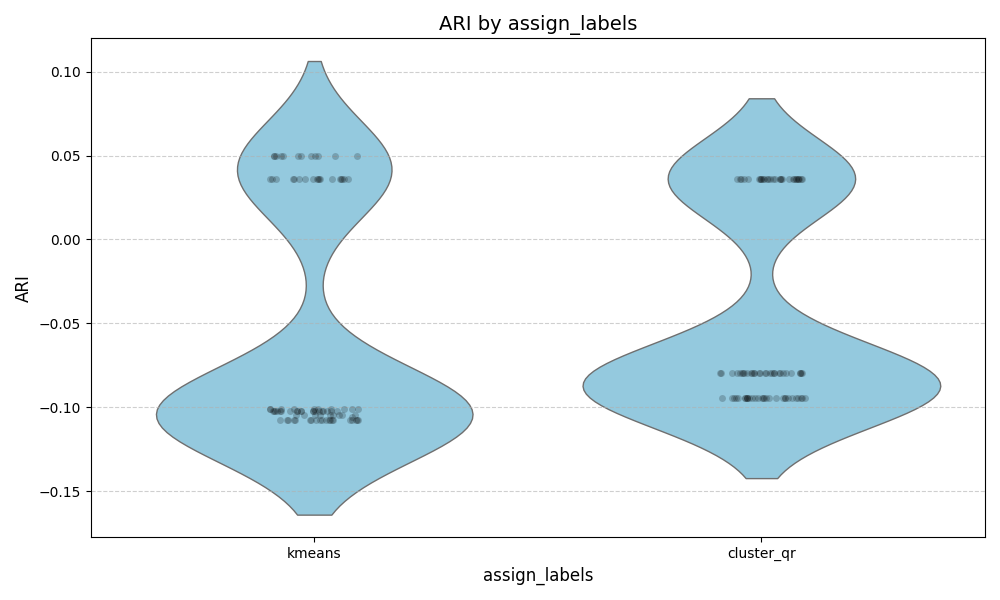 ARI by assign_labels
ARI
0.10
0.05
0.00
−0.05
−0.10
−0.15
kmeans
cluster_qr
assign_labels